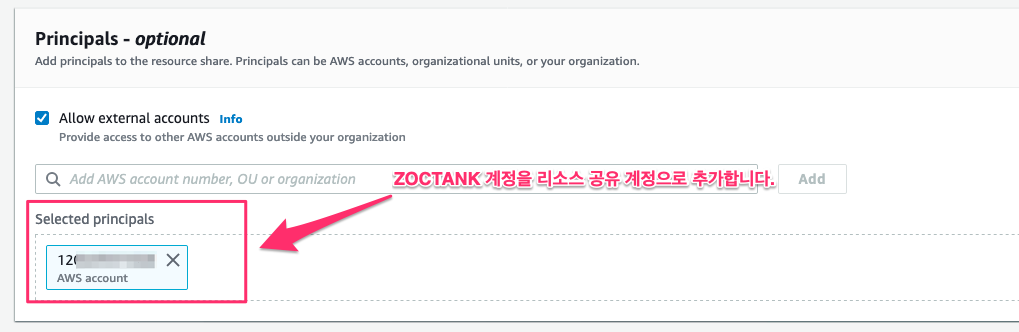 Principals - optional
Add principals to the resource share. Principals can be AWS accounts, organizational units, or your organization.
Allow external accounts Info
Provide access to other AWS accounts outside your organization
Add AWS account number, OU or organization
ZOCTANK 계정을 리소스 공유 계정으로 추가합니다.
Add
Selected principals
120
AWS account